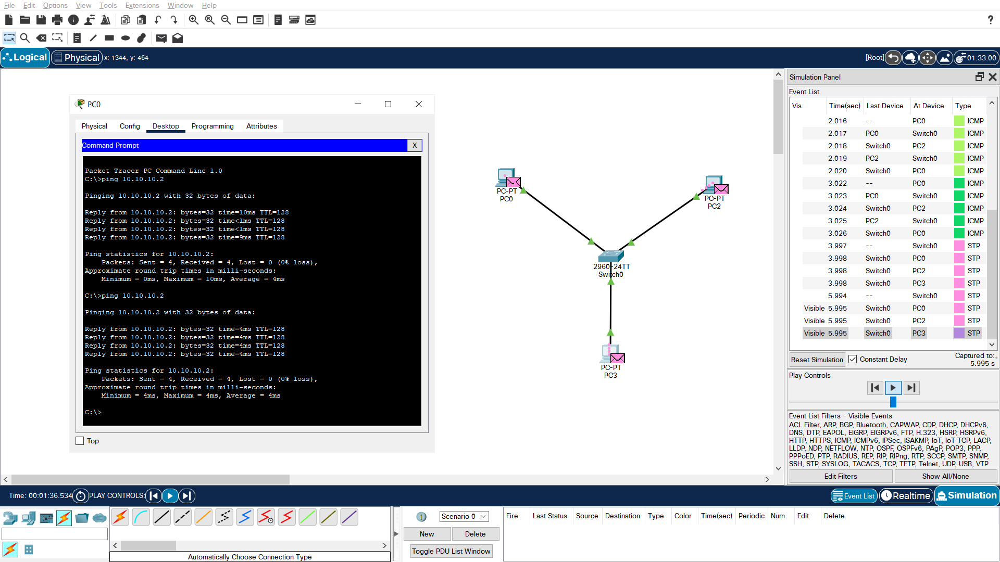 File Edit Options View Tools Extensions Window Help
Logical Physical x: 1344, y: 464 [Root] 01:33:00
PC0
Physical Config Desktop Programming Attributes
Command Prompt X
Packet Tracer PC Command Line 1.0
C:\>ping 10.10.10.2
Pinging 10.10.10.2 with 32 bytes of data:
Reply from 10.10.10.2: bytes=32 time=10ms TTL=128
Reply from 10.10.10.2: bytes=32 time<1ms TTL=128
Reply from 10.10.10.2: bytes=32 time<1ms TTL=128
Reply from 10.10.10.2: bytes=32 time=9ms TTL=128
Ping statistics for 10.10.10.2:
Packets: Sent = 4, Received = 4, Lost = 0 (0% loss),
Approximate round trip times in milli-seconds:
Minimum = 0ms, Maximum = 10ms, Average = 4ms
C:\>ping 10.10.10.2
Pinging 10.10.10.2 with 32 bytes of data:
Reply from 10.10.10.2: bytes=32 time=4ms TTL=128
Reply from 10.10.10.2: bytes=32 time=4ms TTL=128
Reply from 10.10.10.2: bytes=32 time=4ms TTL=128
Reply from 10.10.10.2: bytes=32 time=4ms TTL=128
Ping statistics for 10.10.10.2:
Packets: Sent = 4, Received = 4, Lost = 0 (0% loss),
Approximate round trip times in milli-seconds:
Minimum = 4ms, Maximum = 4ms, Average = 4ms
C:\>
Top
PC-PT
PC0
PC-PT
PC2
2960-24TT
Switch0
PC-PT
PC3
Simulation Panel
Event List
Vis. Time(sec) Last Device At Device Type
2.016 -- PC0 ICMP
2.017 PC0 Switch0 ICMP
2.018 Switch0 PC2 ICMP
2.019 PC2 Switch0 ICMP
2.020 Switch0 PC0 ICMP
3.022 -- PC0 ICMP
3.023 PC0 Switch0 ICMP
3.024 Switch0 PC2 ICMP
3.025 PC2 Switch0 ICMP
3.026 Switch0 PC0 ICMP
3.997 -- Switch0 STP
3.998 Switch0 PC0 STP
3.998 Switch0 PC2 STP
3.998 Switch0 PC3 STP
5.994 -- Switch0 STP
Visible 5.995 Switch0 PC0 STP
Visible 5.995 Switch0 PC2 STP
Visible 5.995 Switch0 PC3 STP
Reset Simulation Constant Delay Captured to:
5.995 s
Play Controls
Event List Filters - Visible Events
ACL Filter, ARP, BGP, Bluetooth, CAPWAP, CDP, DHCP, DHCPv6,
DNS, DTP, EAPOL, EIGRP, EIGRPv6, FTP, H.323, HSRP, HSRPv6,
HTTP, HTTPS, ICMP, ICMPv6, IPSec, ISAKMP, IoT, IoT TCP, LACP,
LLDP, NDP, NETFLOW, NTP, OSPF, OSPFv6, PAgP, POP3, PPP,
PPPoED, PTP, RADIUS, REP, RIP, RIPng, RTP, SCCP, SMTP, SNMP,
SSH, STP, SYSLOG, TACACS, TCP, TFTP, Telnet, UDP, USB, VTP
Edit Filters Show All/None
Time: 00:01:36.534 PLAY CONTROLS: Event List Realtime Simulation
Scenario 0
New Delete
Toggle PDU List Window
Fire Last Status Source Destination Type Color Time(sec) Periodic Num Edit Delete
Automatically Choose Connection Type